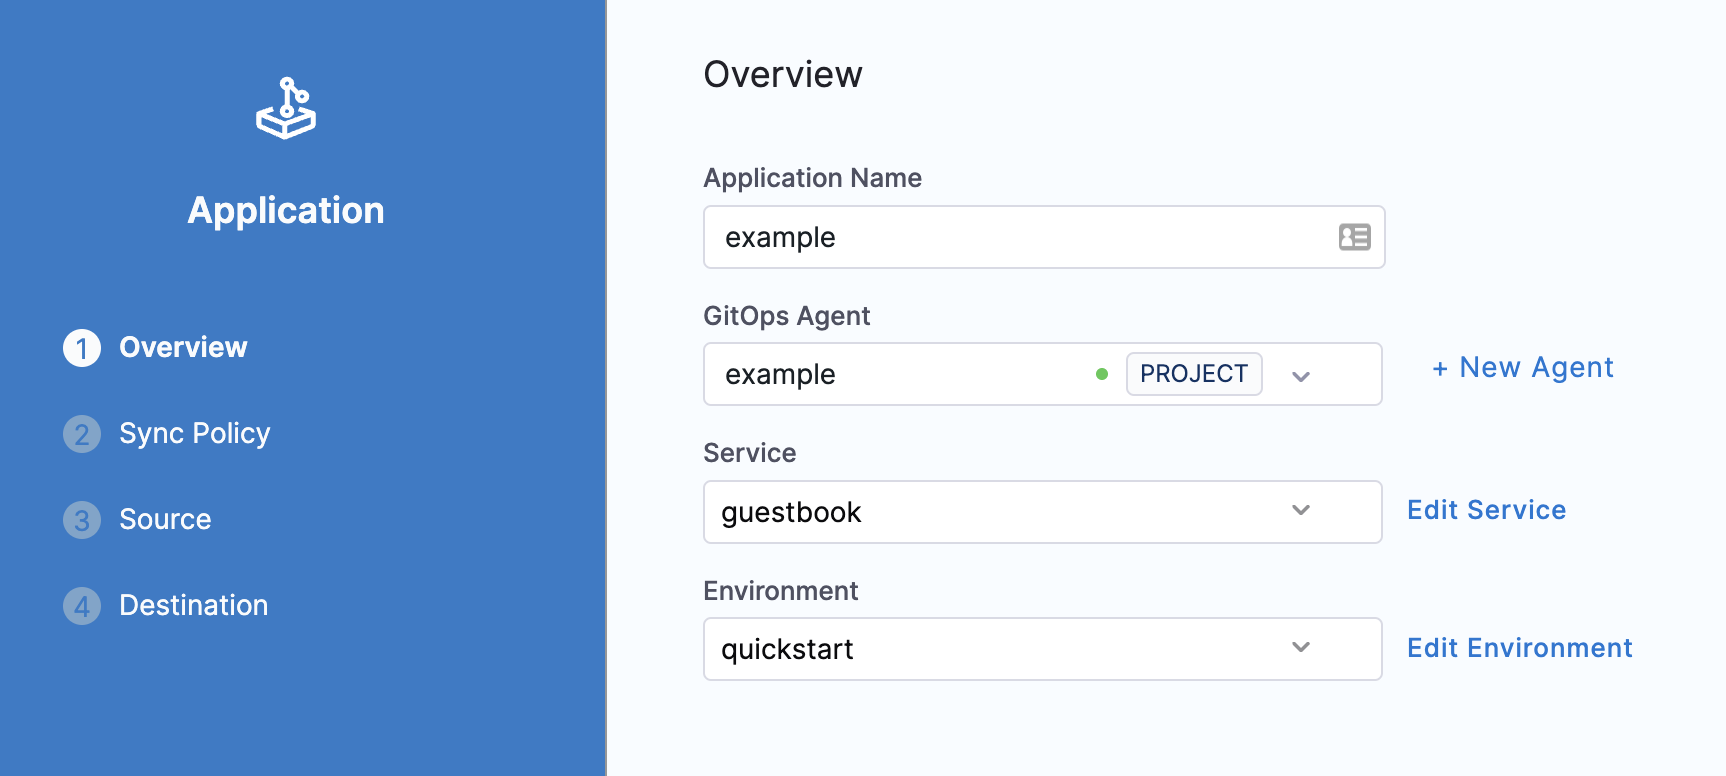 Application
1 Overview
2 Sync Policy
3 Source
4 Destination
Overview
Application Name
example
GitOps Agent
example PROJECT + New Agent
Service
guestbook Edit Service
Environment
quickstart Edit Environment